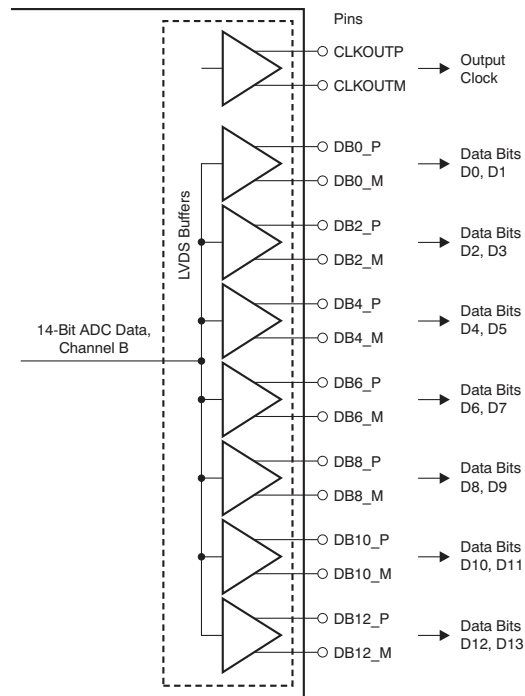 Pins
CLKOUTP
CLKOUTM
Output
Clock
DB0_P
DB0_M
Data Bits
D0, D1
LVDS Buffers
DB2_P
DB2_M
Data Bits
D2, D3
DB4_P
DB4_M
Data Bits
D4, D5
14-Bit ADC Data,
Channel B
DB6_P
DB6_M
Data Bits
D6, D7
DB8_P
DB8_M
Data Bits
D8, D9
DB10_P
DB10_M
Data Bits
D10, D11
DB12_P
DB12_M
Data Bits
D12, D13